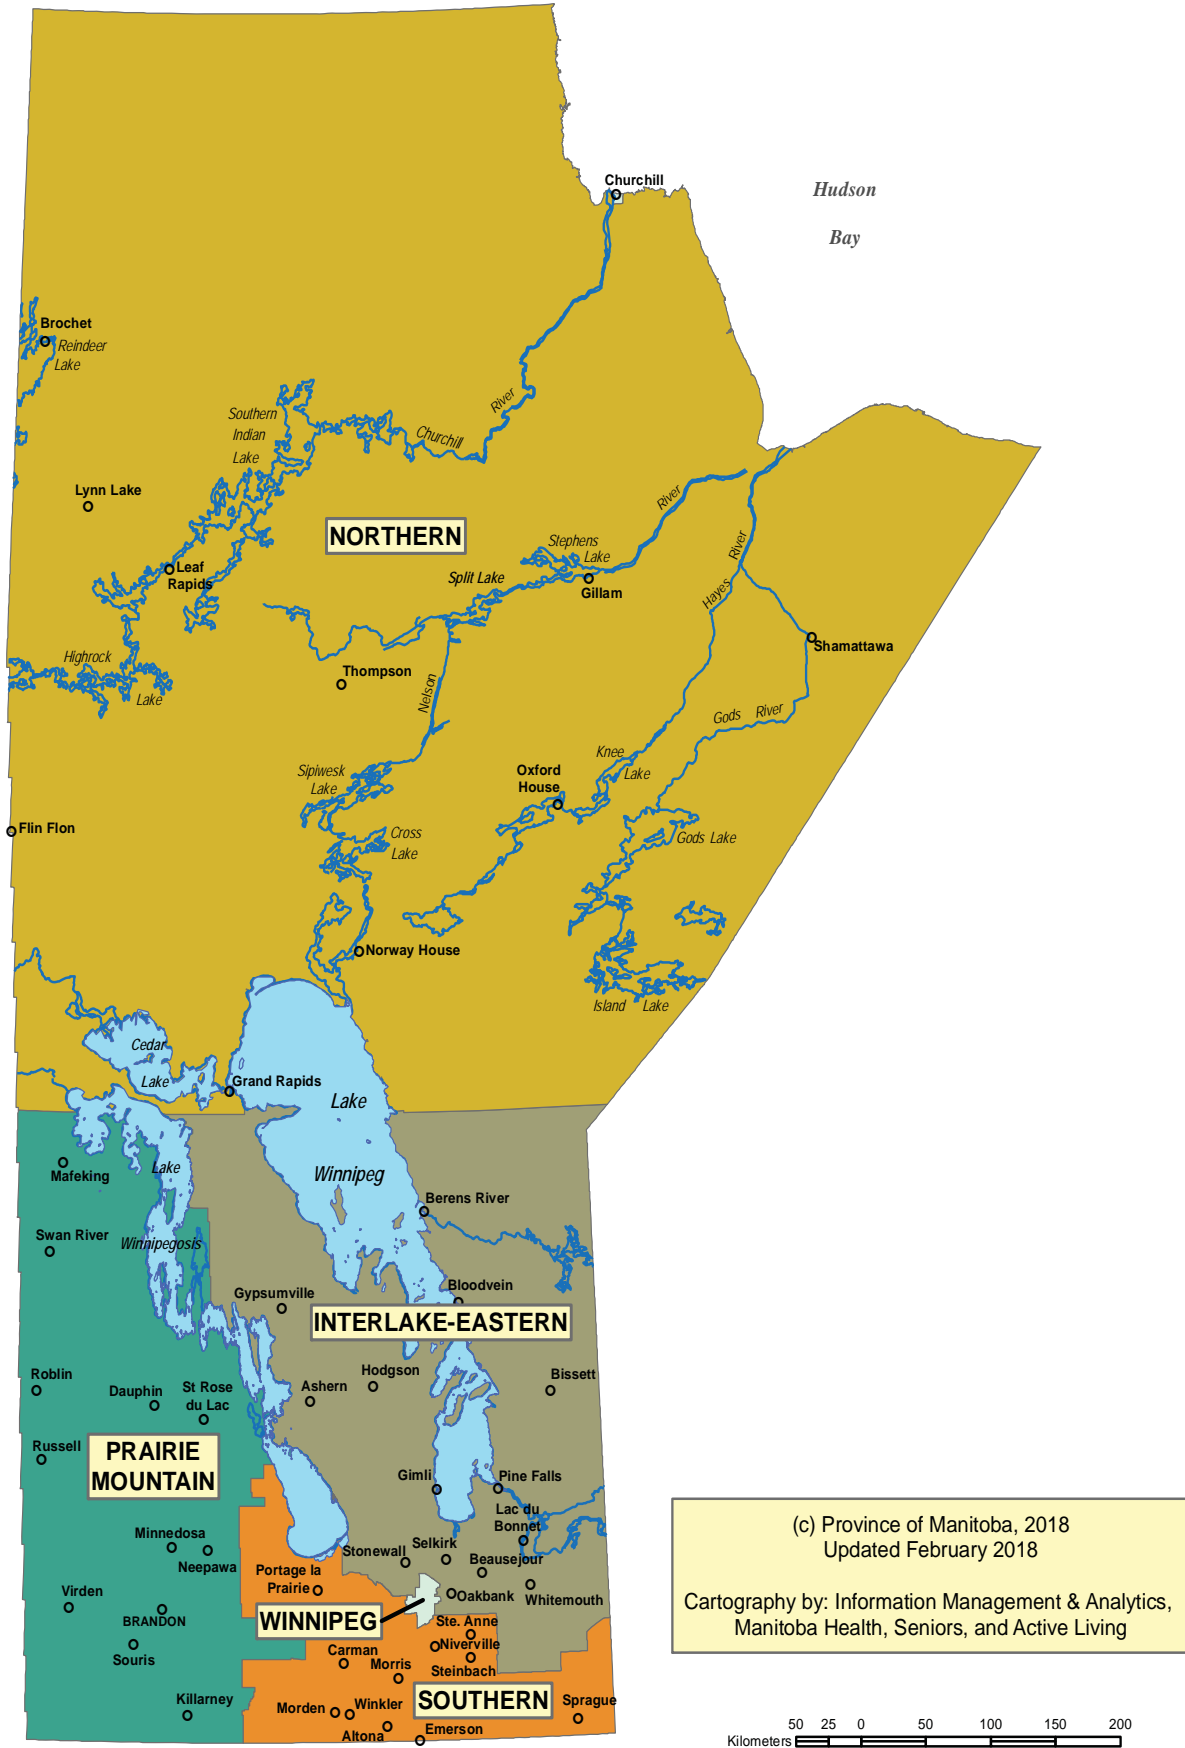 Churchill
Hudson
Bay
Brochet
Reindeer
Lake
Southern
Indian
Lake
River
Churchill
Lynn Lake
NORTHERN
River
Stephens
Lake
River
Leaf
Rapids
Split Lake
Gillam
Hayes
Shamattawa
Highrock
Lake
Thompson
Nelson
Gods River
Sipiwesk
Lake
Knee
Lake
Oxford
House
Flin Flon
Cross
Lake
Gods Lake
Norway House
Island Lake
Cedar
Lake
Grand Rapids
Lake
Winnipeg
Mafeking
Lake
Winnipegosis
Swan River
Berens River
Gypsumville
Bloodvein
INTERLAKE-EASTERN
Roblin
Dauphin
St Rose
du Lac
Ashern
Hodgson
Bissett
Russell
PRAIRIE
MOUNTAIN
Gimli
Pine Falls
Lac du
Bonnet
Minnedosa
Neepawa
Stonewall
Selkirk
Beausejour
Portage la
Prairie
Oakbank
Whitemouth
Virden
BRANDON
WINNIPEG
Ste. Anne
Niverville
Souris
Carman
Steinbach
Morris
SOUTHERN
Killarney
Morden
Winkler
Altona
Emerson
Sprague
(c) Province of Manitoba, 2018
Updated February 2018
Cartography by: Information Management & Analytics,
Manitoba Health, Seniors, and Active Living
50 25 0 50 100 150 200
Kilometers